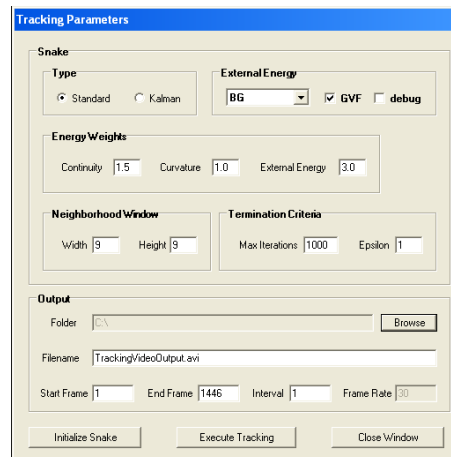 Tracking Parameters
Snake
Type External Energy
Standard Kalman BG GVF debug
Energy Weights
Continuity 1.5 Curvature 1.0 External Energy 3.0
Neighborhood Window Termination Criteria
Width 9 Height 9 Max Iterations 1000 Epsilon 1
Output
Folder C:\ Browse
Filename TrackingVideoOutput.avi
Start Frame 1 End Frame 1446 Interval 1 Frame Rate 30
Initialize Snake Execute Tracking Close Window